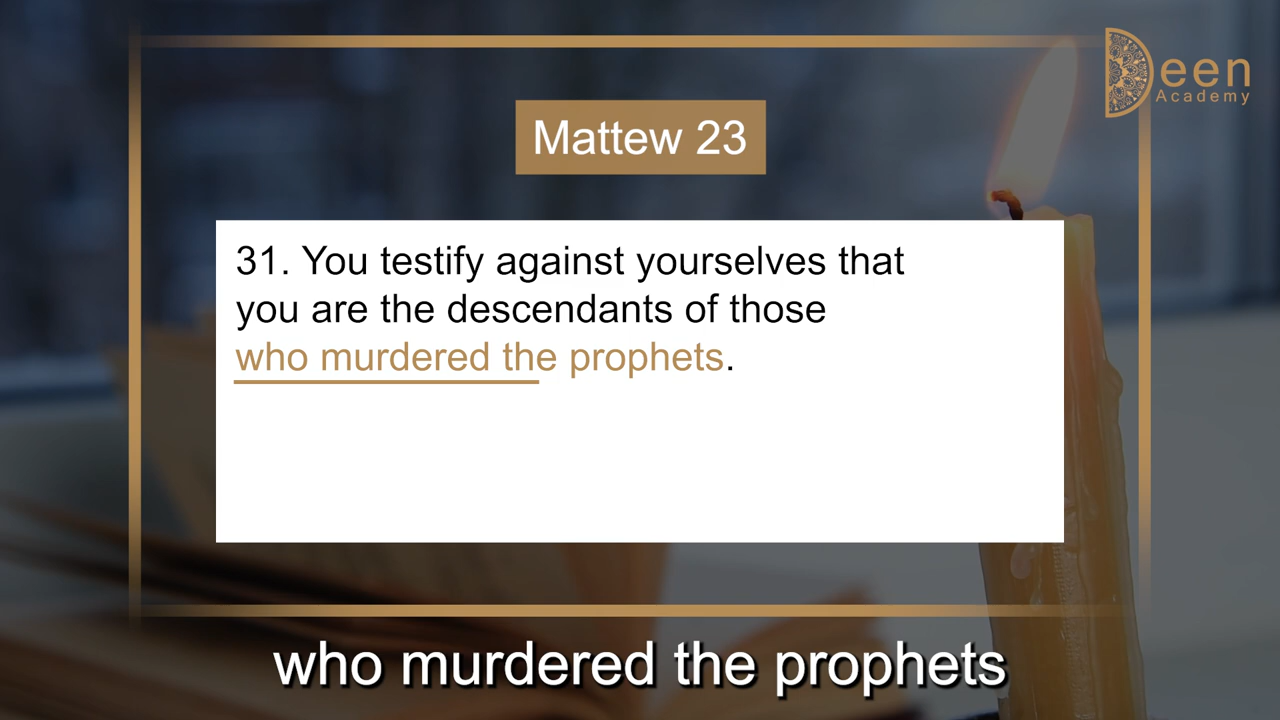 Deen
Academy
Mattew 23
31. You testify against yourselves that
you are the descendants of those
who murdered the prophets.
who murdered the prophets